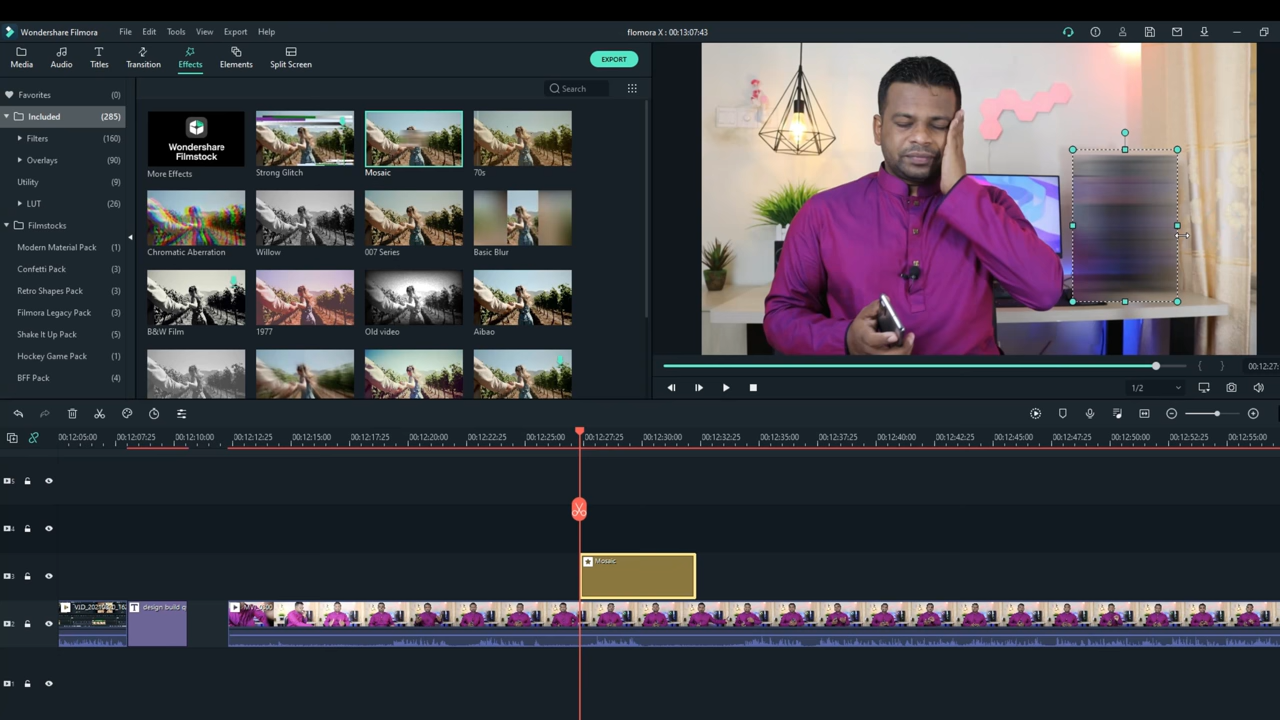 Wondershare Filmora File Edit Tools View Export Help flomora X : 00:13:07:43
Media Audio Titles Transition Effects Elements Split Screen EXPORT
Search
Favorites (0)
Included (285)
Filters (160)
Overlays (90)
Utility (9)
LUT (26)
Filmstocks
Modern Material Pack (1)
Confetti Pack (3)
Retro Shapes Pack (3)
Filmora Legacy Pack (3)
Shake It Up Pack (5)
Hockey Game Pack (1)
BFF Pack (4)
Wondershare
Filmstock
More Effects Strong Glitch Mosaic 70s
Chromatic Aberration Willow 007 Series Basic Blur
B&W Film 1977 Old video Aibao
00:12:27:
1/2
00:12:05:00 00:12:07:25 00:12:10:00 00:12:12:25 00:12:15:00 00:12:17:25 00:12:20:00 00:12:22:25 00:12:25:00 00:12:27:25 00:12:30:00 00:12:32:25 00:12:35:00 00:12:37:25 00:12:40:00 00:12:42:25 00:12:45:00 00:12:47:25 00:12:50:00 00:12:52:25 00:12:55:00
5
4
3
Mosaic
2
design build q
1